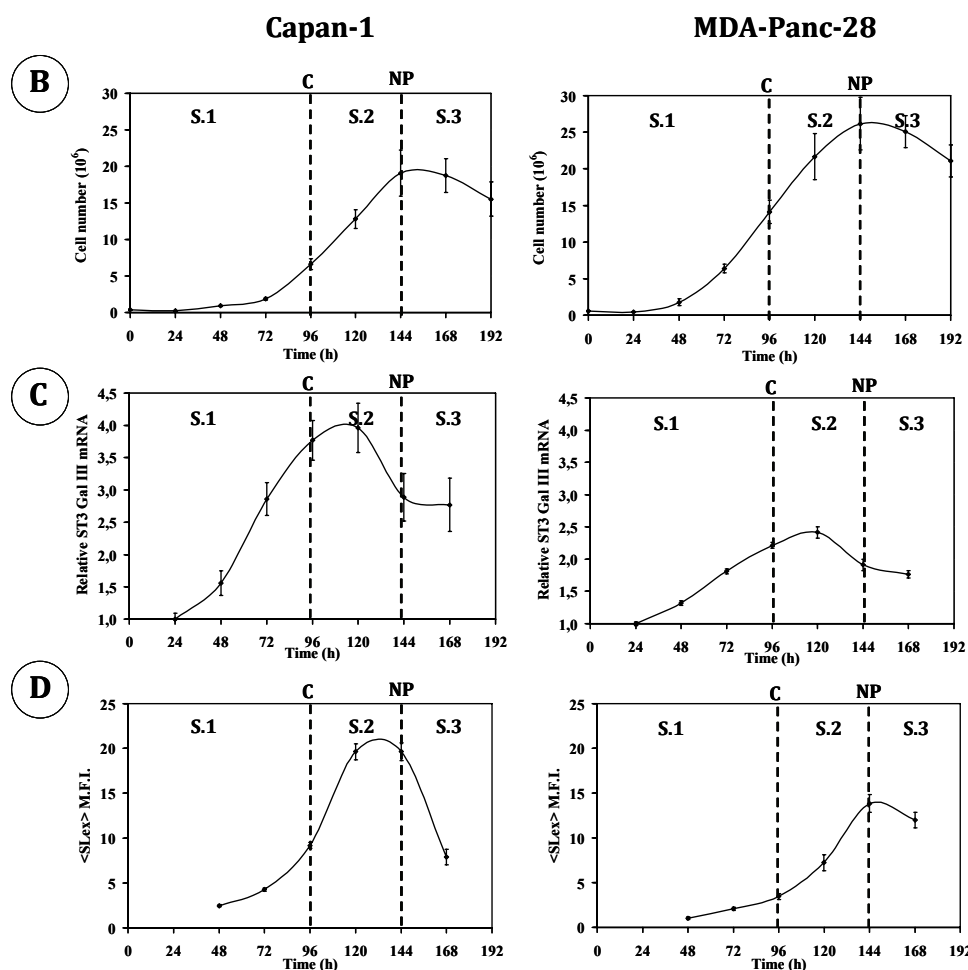 Capan-1 MDA-Panc-28
B
C NP
S.1 S.2 S.3
Cell number (10⁶)
30
25
20
15
10
5
0
0 24 48 72 96 120 144 168 192
Time (h)
C NP
S.1 S.2 S.3
Cell number (10⁶)
30
25
20
15
10
5
0
0 24 48 72 96 120 144 168 192
Time (h)
C
C NP
S.1 S.2 S.3
Relative ST3 Gal III mRNA
4,5
4,0
3,5
3,0
2,5
2,0
1,5
1,0
0 24 48 72 96 120 144 168 192
Time (h)
C NP
S.1 S.2 S.3
Relative ST3 Gal III mRNA
4,5
4,0
3,5
3,0
2,5
2,0
1,5
1,0
0 24 48 72 96 120 144 168 192
Time (h)
D
C NP
S.1 S.2 S.3
<SLex> M.F.I.
25
20
15
10
5
0
0 24 48 72 96 120 144 168 192
Time (h)
C NP
S.1 S.2 S.3
<SLex> M.F.I.
25
20
15
10
5
0
0 24 48 72 96 120 144 168 192
Time (h)